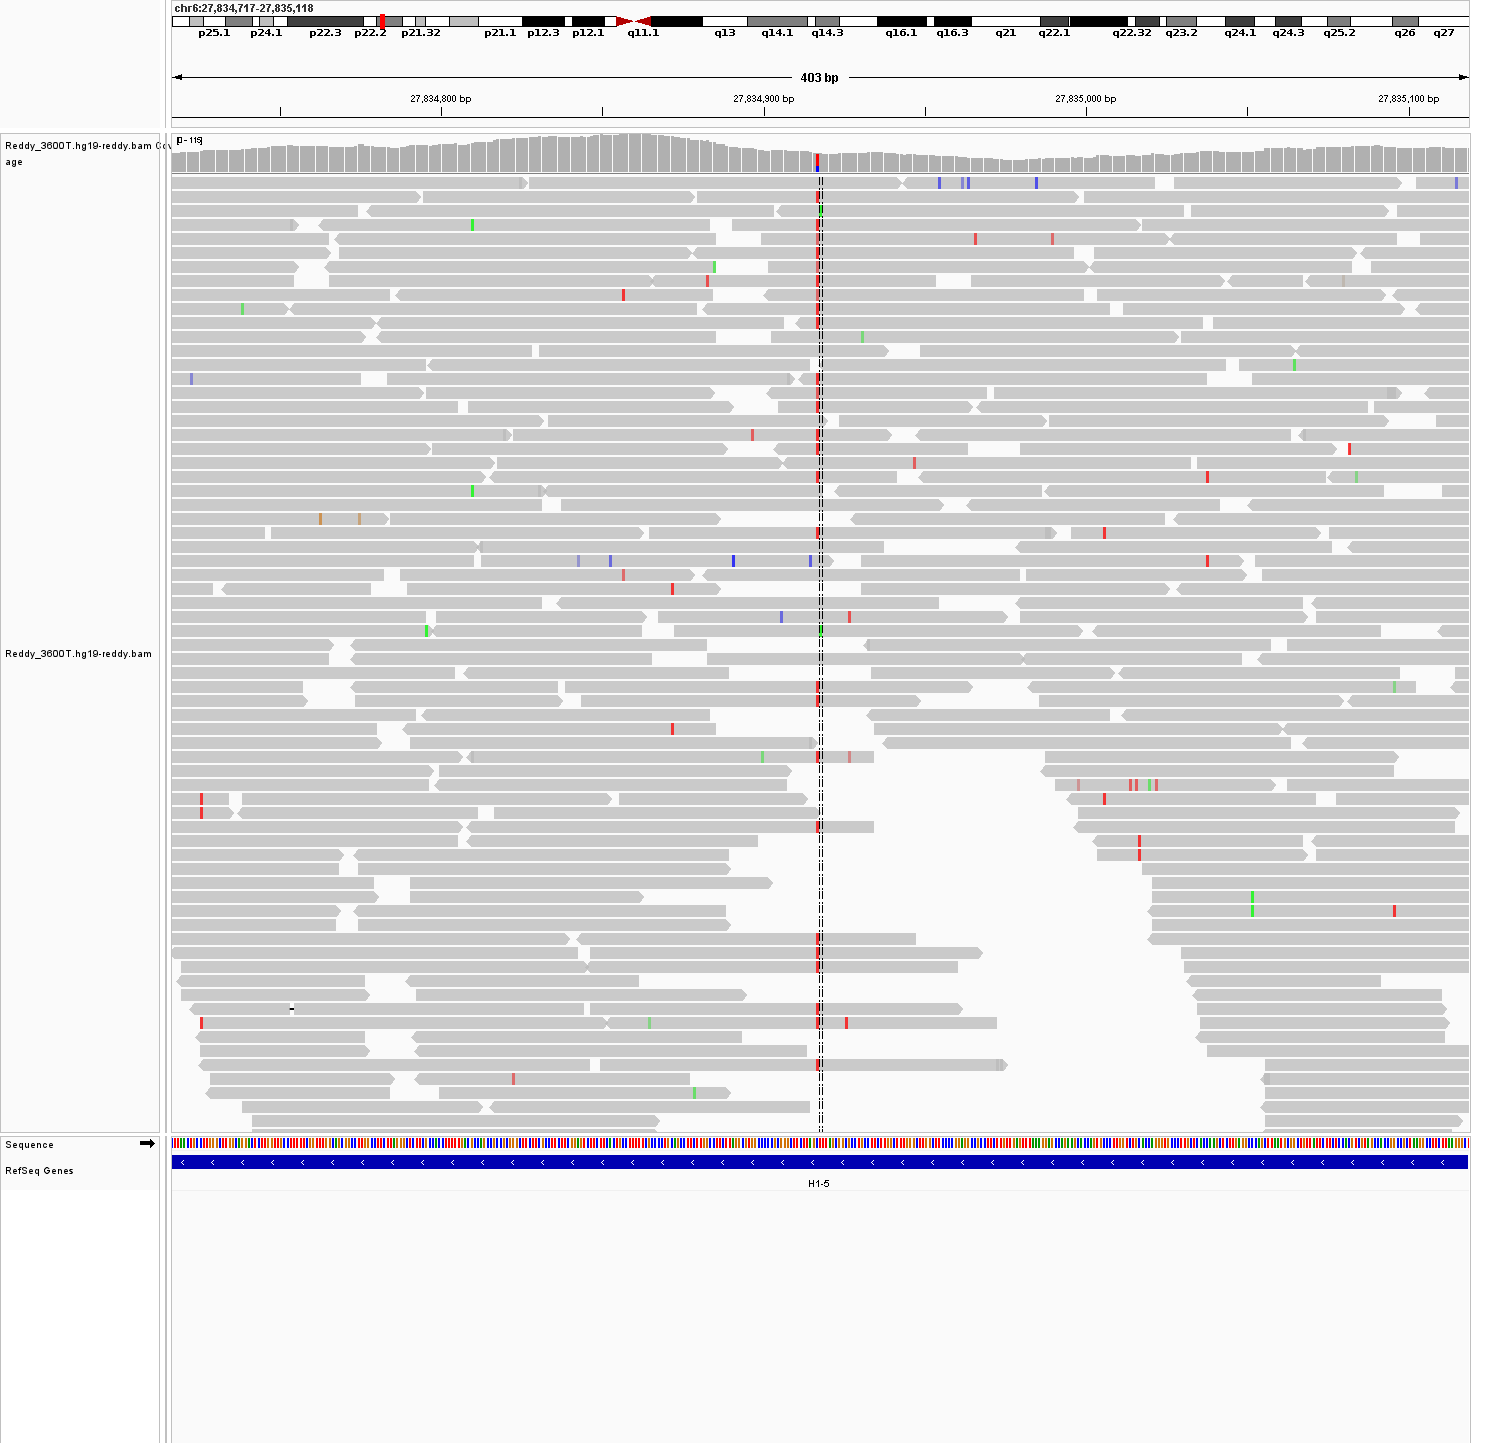 chr6:27,834,717-27,835,118
p25.1 p24.1 p22.3 p22.2 p21.32 p21.1 p12.3 p12.1 q11.1 q13 q14.1 q14.3 q16.1 q16.3 q21 q22.1 q22.32 q23.2 q24.1 q24.3 q25.2 q26 q27
403 bp
27,834,800 bp 27,834,900 bp 27,835,000 bp 27,835,100 bp
Reddy_3600T.hg19-reddy.bam Cov
age
[0 - 115]
Reddy_3600T.hg19-reddy.bam
Sequence
RefSeq Genes
H1-5